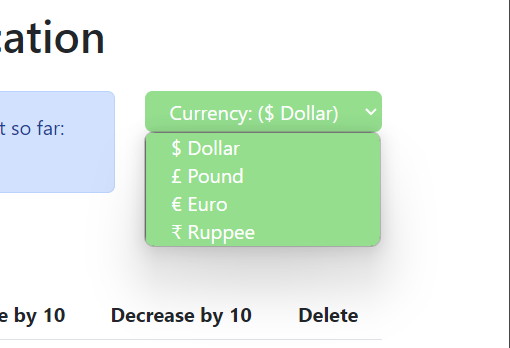 cation
t so far:
Currency: ($ Dollar)
$ Dollar
£ Pound
€ Euro
₹ Ruppee
e by 10 Decrease by 10 Delete